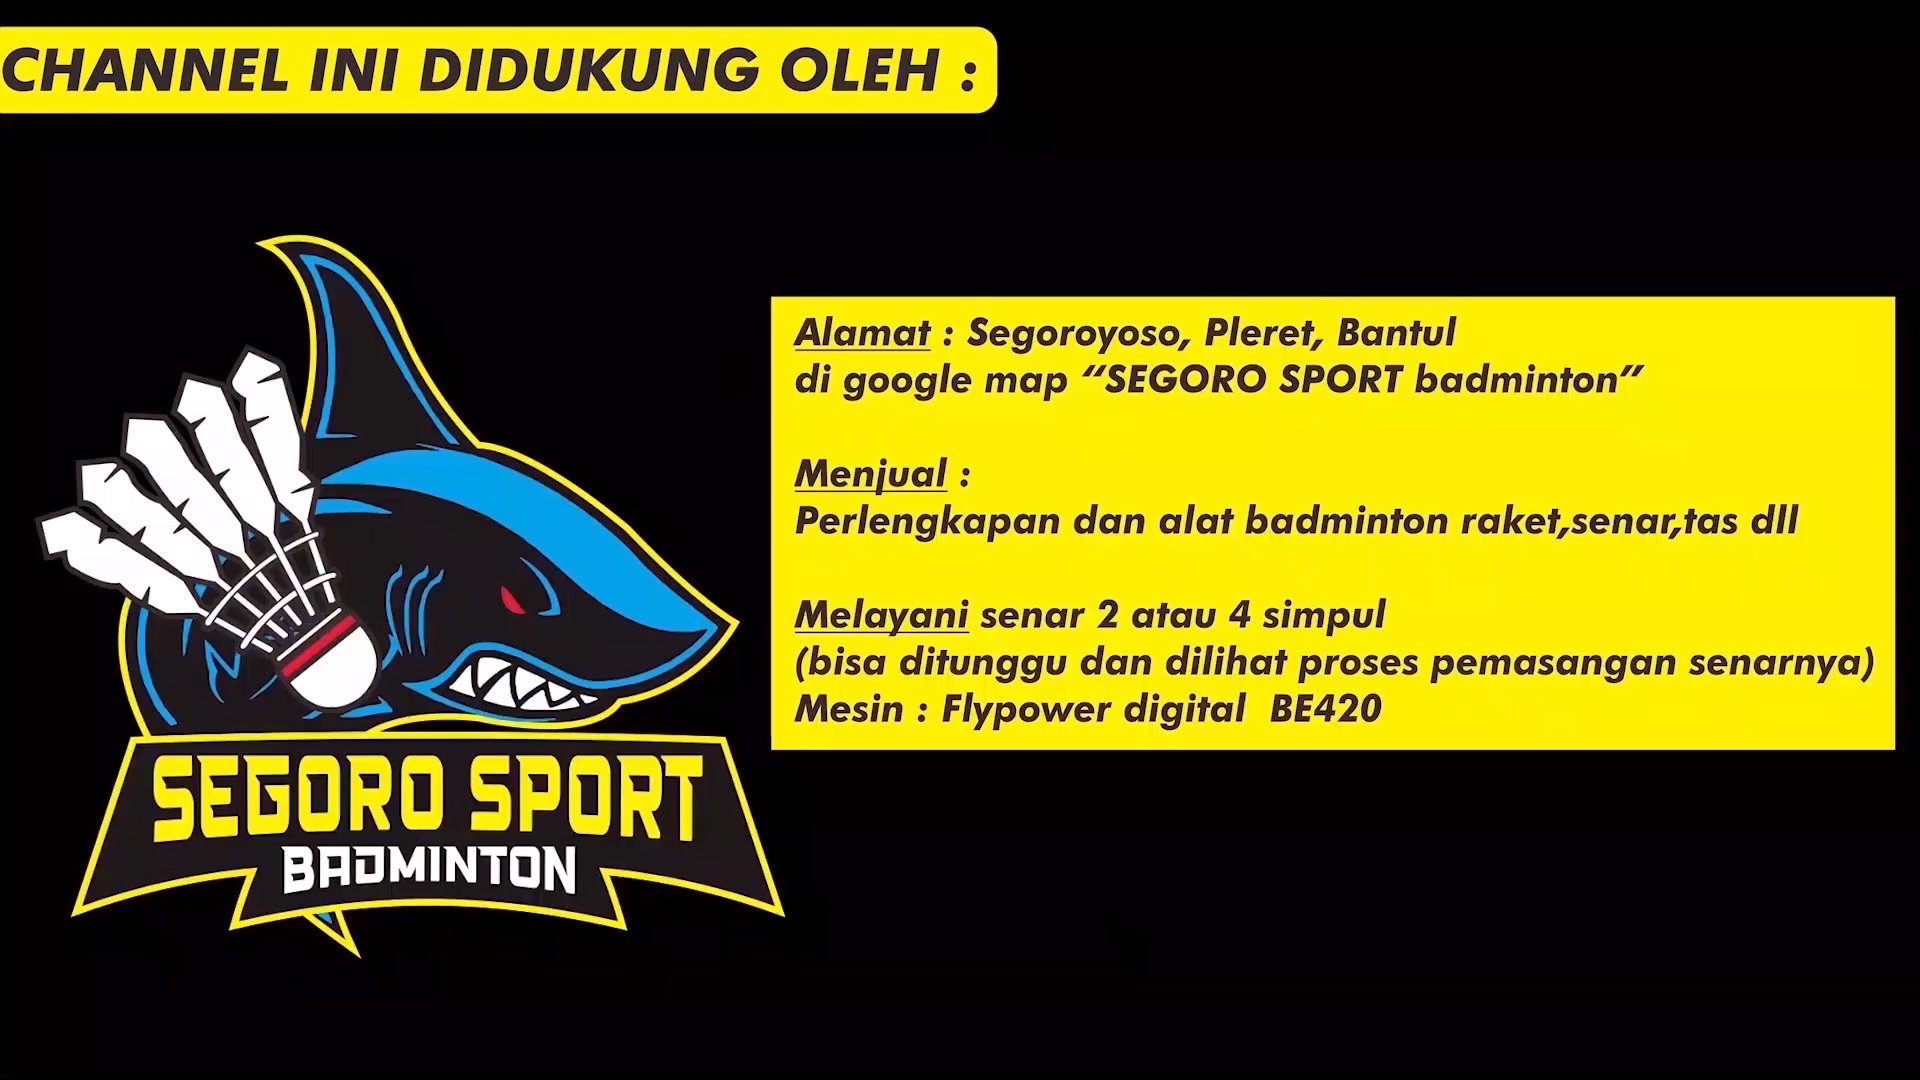 CHANNEL INI DIDUKUNG OLEH :
Alamat : Segoroyoso, Pleret, Bantul
di google map “SEGORO SPORT badminton”
Menjual :
Perlengkapan dan alat badminton raket,senar,tas dll
Melayani senar 2 atau 4 simpul
(bisa ditunggu dan dilihat proses pemasangan senarnya)
Mesin : Flypower digital  BE420
SEGORO SPORT
BADMINTON